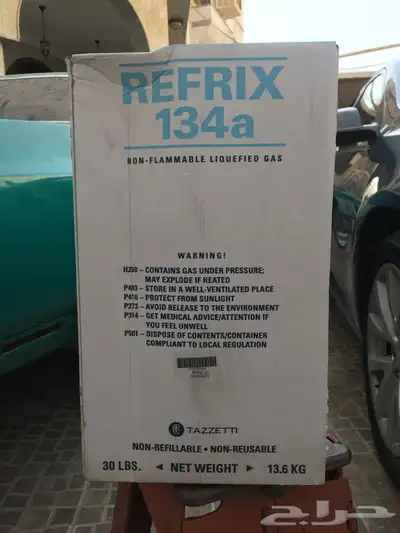 REFRIX
134a
NON-FLAMMABLE LIQUEFIED GAS
WARNING!
H280 – CONTAINS GAS UNDER PRESSURE;
MAY EXPLODE IF HEATED
P403 – STORE IN A WELL-VENTILATED PLACE
P410 – PROTECT FROM SUNLIGHT
P273 – AVOID RELEASE TO THE ENVIRONMENT
P314 – GET MEDICAL ADVICE/ATTENTION IF
YOU FEEL UNWELL
P501 – DISPOSE OF CONTENTS/CONTAINER
COMPLIANT TO LOCAL REGULATION
TAZZETTI
NON-REFILLABLE • NON-REUSABLE
30 LBS. ◄ NET WEIGHT ► 13.6 KG
حراج